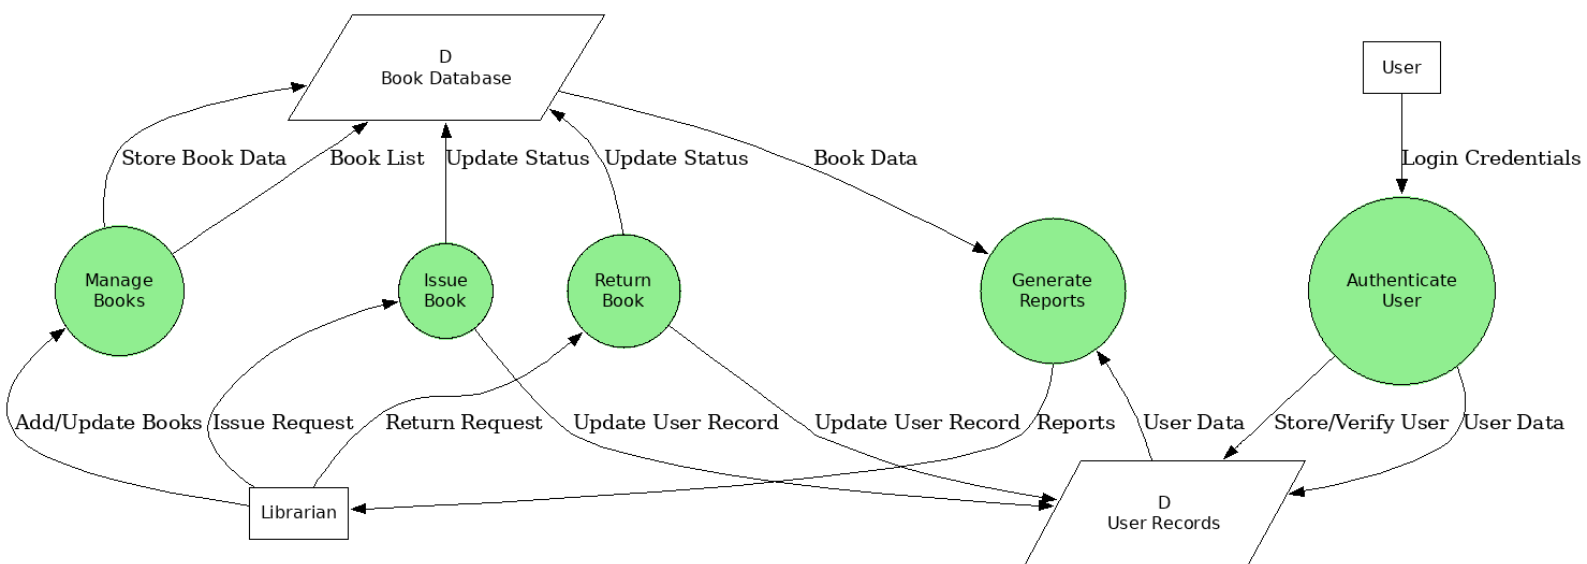 D
Book Database
User
Store Book Data
Book List
Update Status
Update Status
Book Data
Login Credentials
Manage
Books
Issue
Book
Return
Book
Generate
Reports
Authenticate
User
Add/Update Books
Issue Request
Return Request
Update User Record
Update User Record
Reports
User Data
Store/Verify User
User Data
Librarian
D
User Records